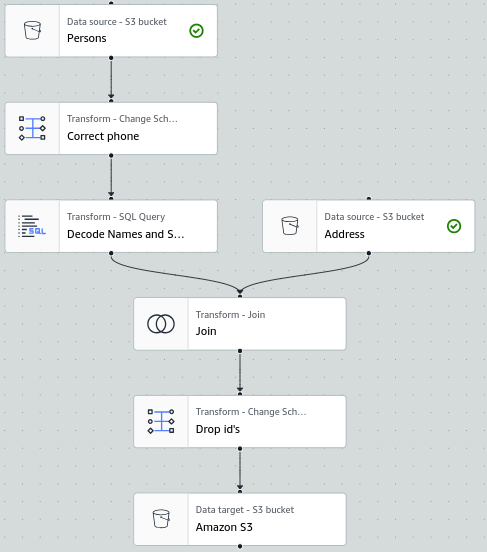 Data source - S3 bucket
Persons
Transform - Change Sch...
Correct phone
Transform - SQL Query
Decode Names and S...
SQL
Data source - S3 bucket
Address
Transform - Join
Join
Transform - Change Sch...
Drop id's
Data target - S3 bucket
Amazon S3